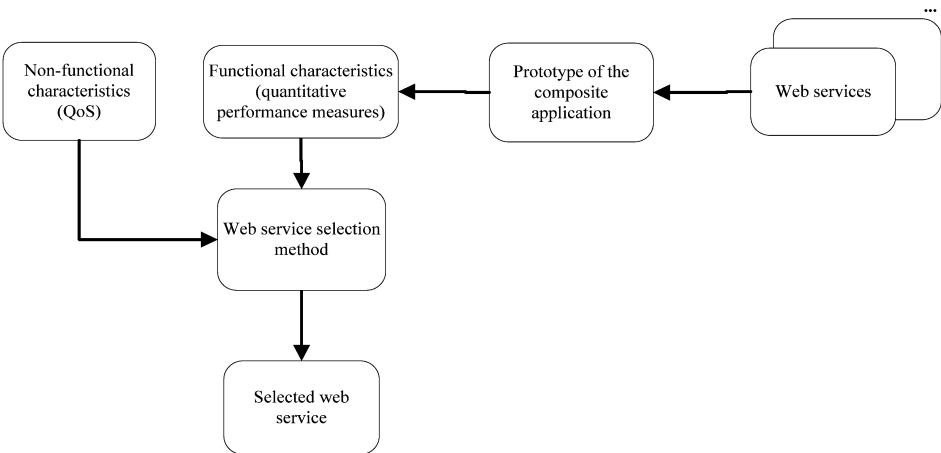 ...
Non-functional
characteristics
(QoS)
Functional characteristics
(quantitative
performance measures)
Prototype of the
composite
application
Web services
Web service selection
method
Selected web
service